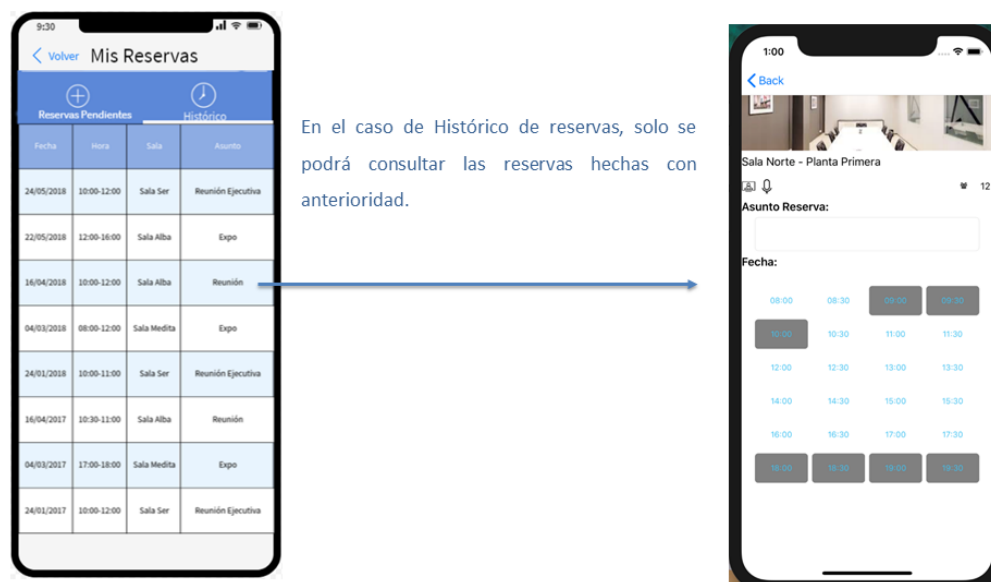 9:30
Volver Mis Reservas
Reservas Pendientes Histórico
Fecha Hora Sala Asunto
24/05/2018 10:00-12:00 Sala Ser Reunión Ejecutiva
22/05/2018 12:00-16:00 Sala Alba Expo
16/04/2018 10:00-12:00 Sala Alba Reunión
04/03/2018 08:00-12:00 Sala Medita Expo
24/01/2018 10:00-11:00 Sala Ser Reunión Ejecutiva
16/04/2017 10:30-11:00 Sala Alba Reunión
04/03/2017 17:00-18:00 Sala Medita Expo
24/01/2017 10:00-12:00 Sala Ser Reunión Ejecutiva
En el caso de Histórico de reservas, solo se
podrá consultar las reservas hechas con
anterioridad.
1:00
Back
Sala Norte - Planta Primera
12
Asunto Reserva:
Fecha:
08:00 08:30 09:00 09:30
10:00 10:30 11:00 11:30
12:00 12:30 13:00 13:30
14:00 14:30 15:00 15:30
16:00 16:30 17:00 17:30
18:00 18:30 19:00 19:30